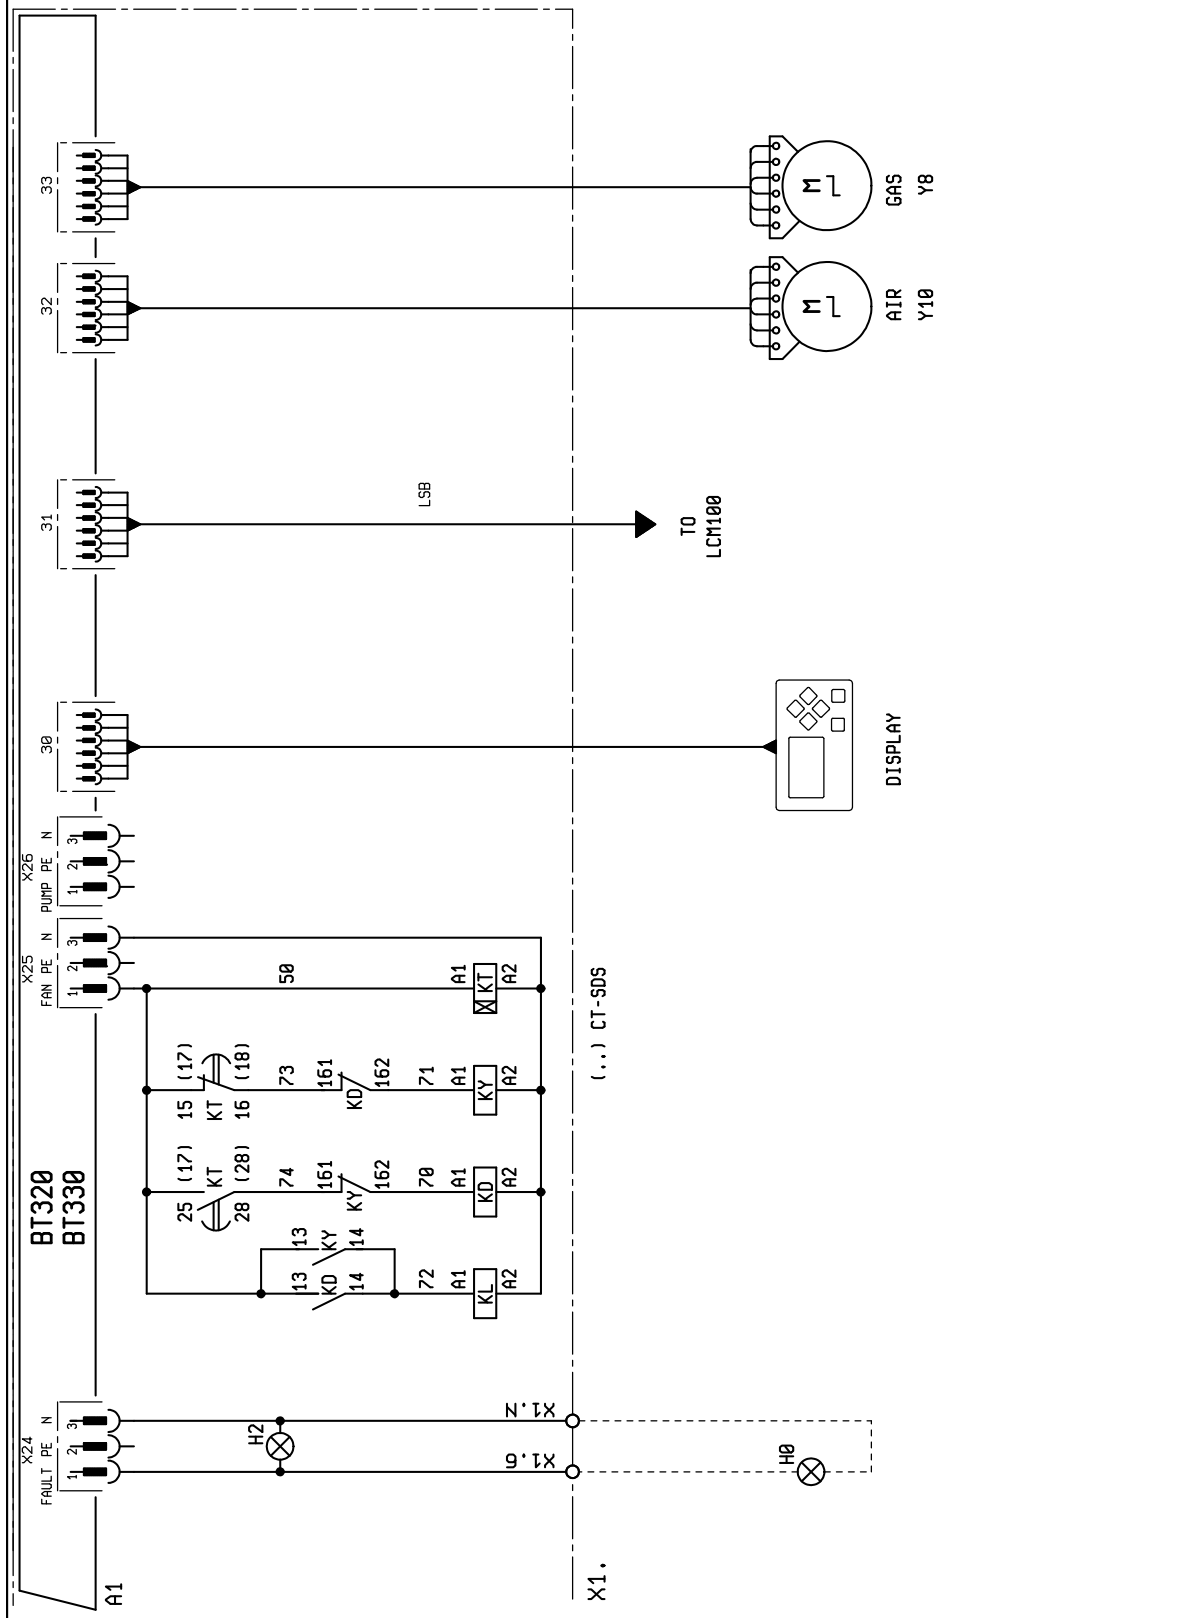 BT320
BT330
A1
X24
FAULT PE N
1 2 3
X25
FAN PE N
1 2 3
X26
PUMP PE N
1 2 3
30
31
32
33
H2
X1.6
X1.N
H0
X1.
13
KD
14
13
KY
14
72
A1
KL
A2
25
(17)
KT
28
(28)
74
161
KY
162
70
A1
KD
A2
15
(17)
KT
16
(18)
73
161
KD
162
71
A1
KY
A2
50
A1
KT
A2
(..) CT-SDS
DISPLAY
LSB
TO
LCM100
M
AIR
Y10
M
GAS
Y8